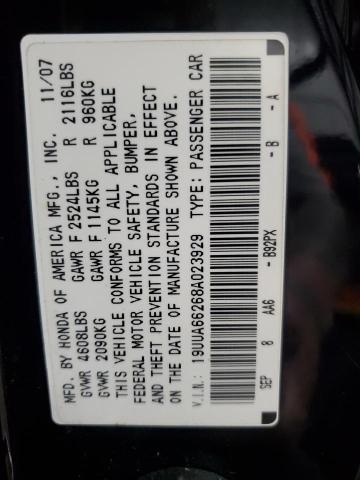 MFD. BY HONDA OF AMERICA MFG., INC. 11/07
GVWR 4608LBS GAWR F 2524LBS R 2116LBS
GVWR 2090KG GAWR F 1145KG R 960KG
THIS VEHICLE CONFORMS TO ALL APPLICABLE
FEDERAL MOTOR VEHICLE SAFETY, BUMPER,
AND THEFT PREVENTION STANDARDS IN EFFECT
ON THE DATE OF MANUFACTURE SHOWN ABOVE.
V.I.N.: 19UUA66268A023929 TYPE: PASSENGER CAR
SEP 8 AA6 -B92PX - B - A